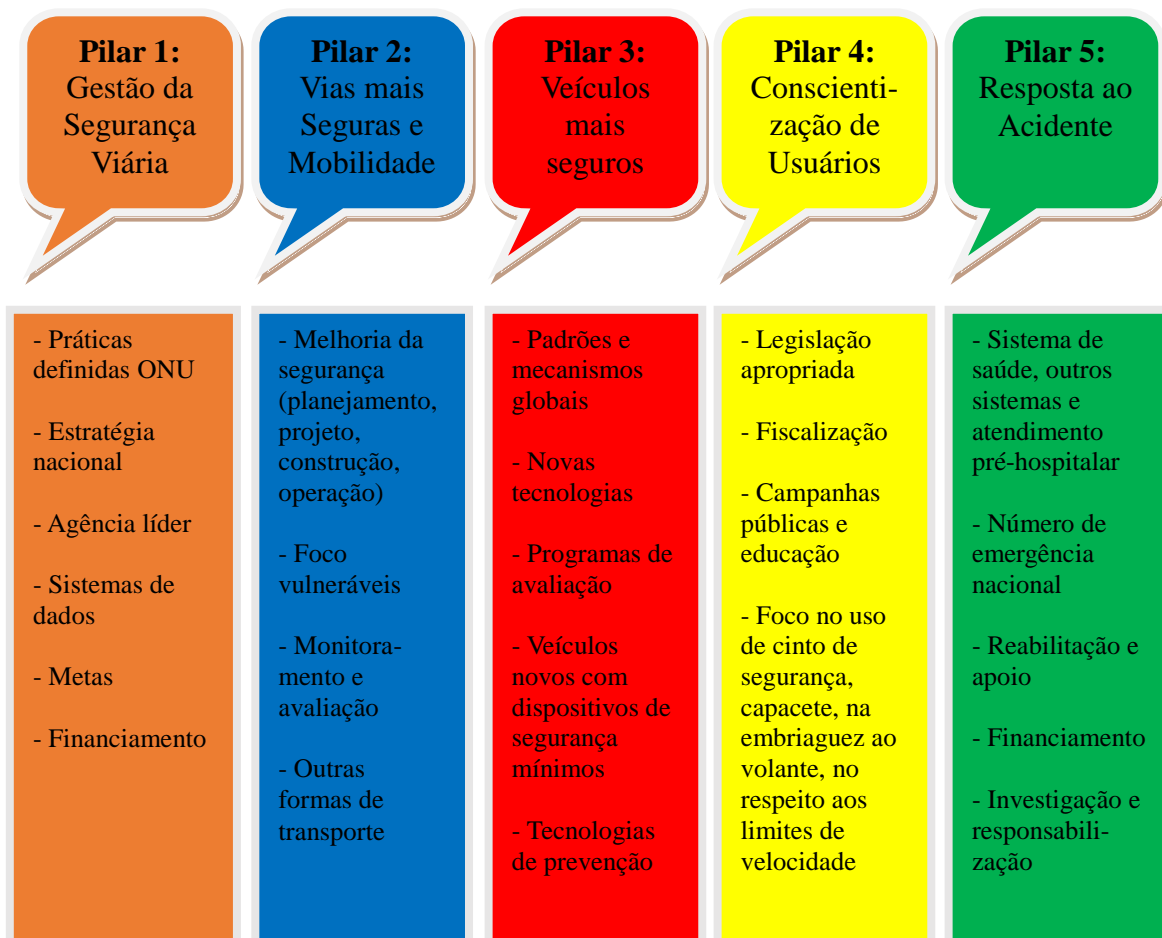 Pilar 1:
Gestão da
Segurança
Viária
Pilar 2:
Vias mais
Seguras e
Mobilidade
Pilar 3:
Veículos
mais
seguros
Pilar 4:
Conscienti-
zação de
Usuários
Pilar 5:
Resposta ao
Acidente
- Práticas
definidas ONU
- Estratégia
nacional
- Agência líder
- Sistemas de
dados
- Metas
- Financiamento
- Melhoria da
segurança
(planejamento,
projeto,
construção,
operação)
- Foco
vulneráveis
- Monitora-
mento e
avaliação
- Outras
formas de
transporte
- Padrões e
mecanismos
globais
- Novas
tecnologias
- Programas de
avaliação
- Veículos
novos com
dispositivos de
segurança
mínimos
- Tecnologias
de prevenção
- Legislação
apropriada
- Fiscalização
- Campanhas
públicas e
educação
- Foco no uso
de cinto de
segurança,
capacete, na
embriaguez ao
volante, no
respeito aos
limites de
velocidade
- Sistema de
saúde, outros
sistemas e
atendimento
pré-hospitalar
- Número de
emergência
nacional
- Reabilitação e
apoio
- Financiamento
- Investigação e
responsabili-
zação